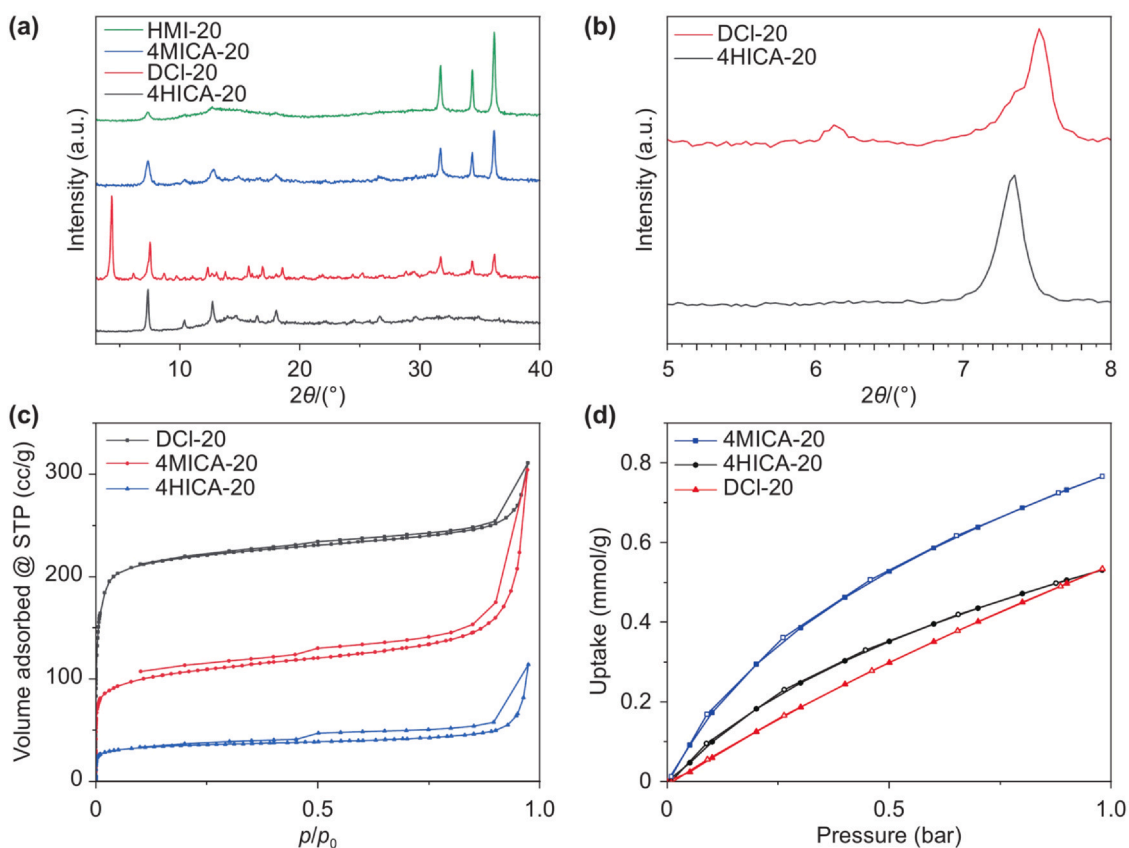 (a)
HMI-20
4MICA-20
DCl-20
4HICA-20
Intensity (a.u.)
10 20 30 40
2θ/(°)
(b)
DCl-20
4HICA-20
Intensity (a.u.)
5 6 7 8
2θ/(°)
(c)
DCl-20
4MICA-20
4HICA-20
Volume adsorbed @ STP (cc/g)
300
200
100
0
0 0.5 1.0
p/p0
(d)
4MICA-20
4HICA-20
DCl-20
Uptake (mmol/g)
0.8
0.6
0.4
0.2
0
0 0.5 1.0
Pressure (bar)